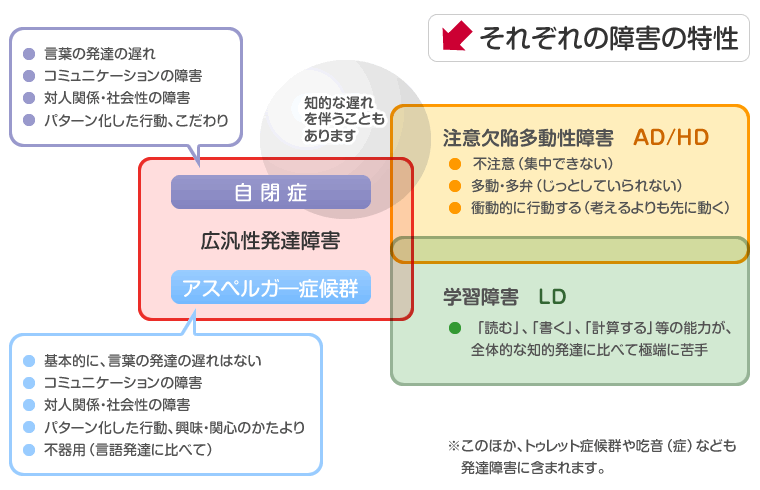 それぞれの障害の特性
● 言葉の発達の遅れ
● コミュニケーションの障害
● 対人関係・社会性の障害
● パターン化した行動、こだわり
知的な遅れ
を伴うことも
あります
自閉症
広汎性発達障害
アスペルガー症候群
● 基本的に、言葉の発達の遅れはない
● コミュニケーションの障害
● 対人関係・社会性の障害
● パターン化した行動、興味・関心のかたより
● 不器用（言語発達に比べて）
注意欠陥多動性障害 AD/HD
● 不注意（集中できない）
● 多動・多弁（じっとしていられない）
● 衝動的に行動する（考えるよりも先に動く）
学習障害 LD
● 「読む」、「書く」、「計算する」等の能力が、
全体的な知的発達に比べて極端に苦手
※このほか、トゥレット症候群や吃音（症）なども
発達障害に含まれます。